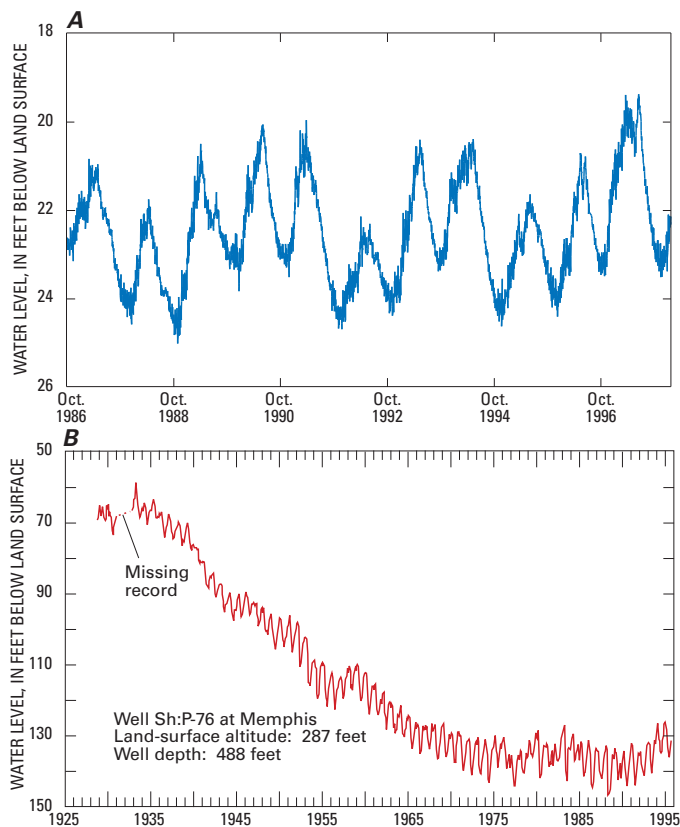 A
WATER LEVEL, IN FEET BELOW LAND SURFACE
18
20
22
24
26
Oct.
1986
Oct.
1988
Oct.
1990
Oct.
1992
Oct.
1994
Oct.
1996
B
WATER LEVEL, IN FEET BELOW LAND SURFACE
50
70
90
110
130
150
Missing
record
Well Sh:P-76 at Memphis
Land-surface altitude: 287 feet
Well depth: 488 feet
1925 1935 1945 1955 1965 1975 1985 1995